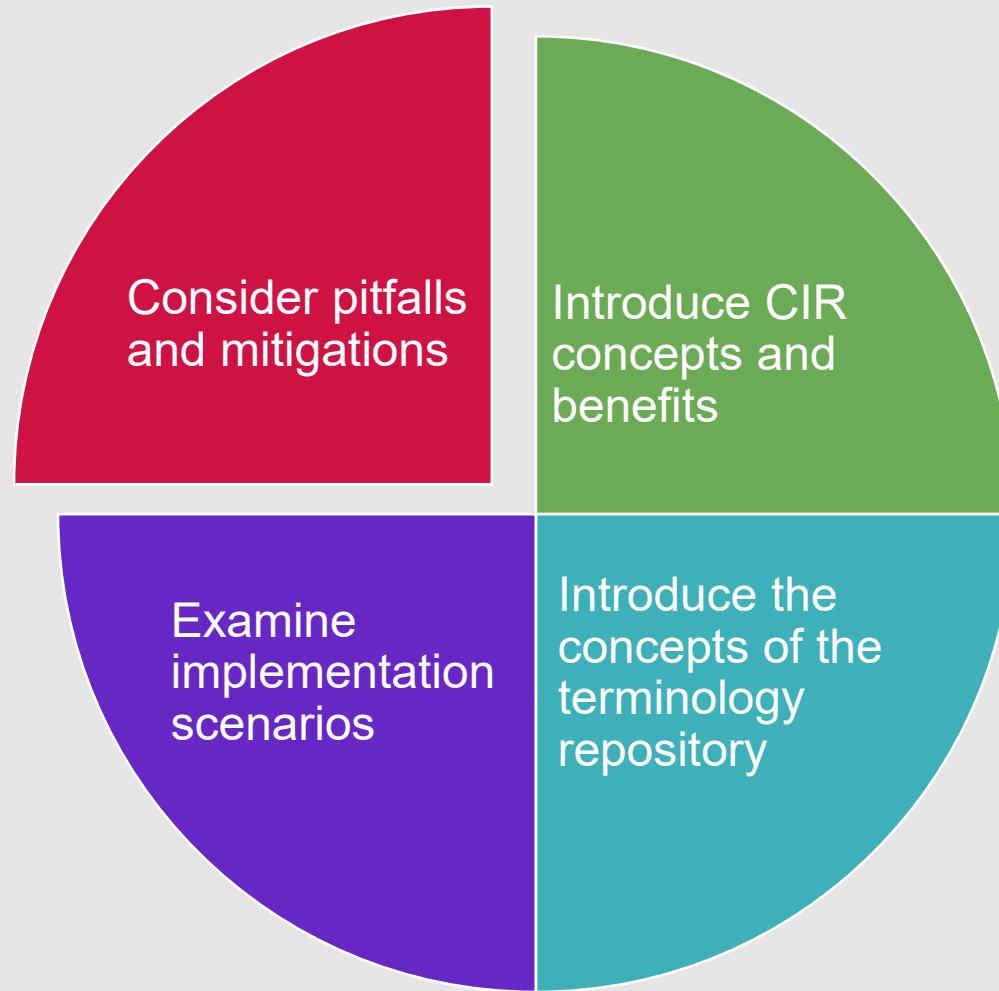 Consider pitfalls
and mitigations
Introduce CIR
concepts and
benefits
Examine
implementation
scenarios
Introduce the
concepts of the
terminology
repository